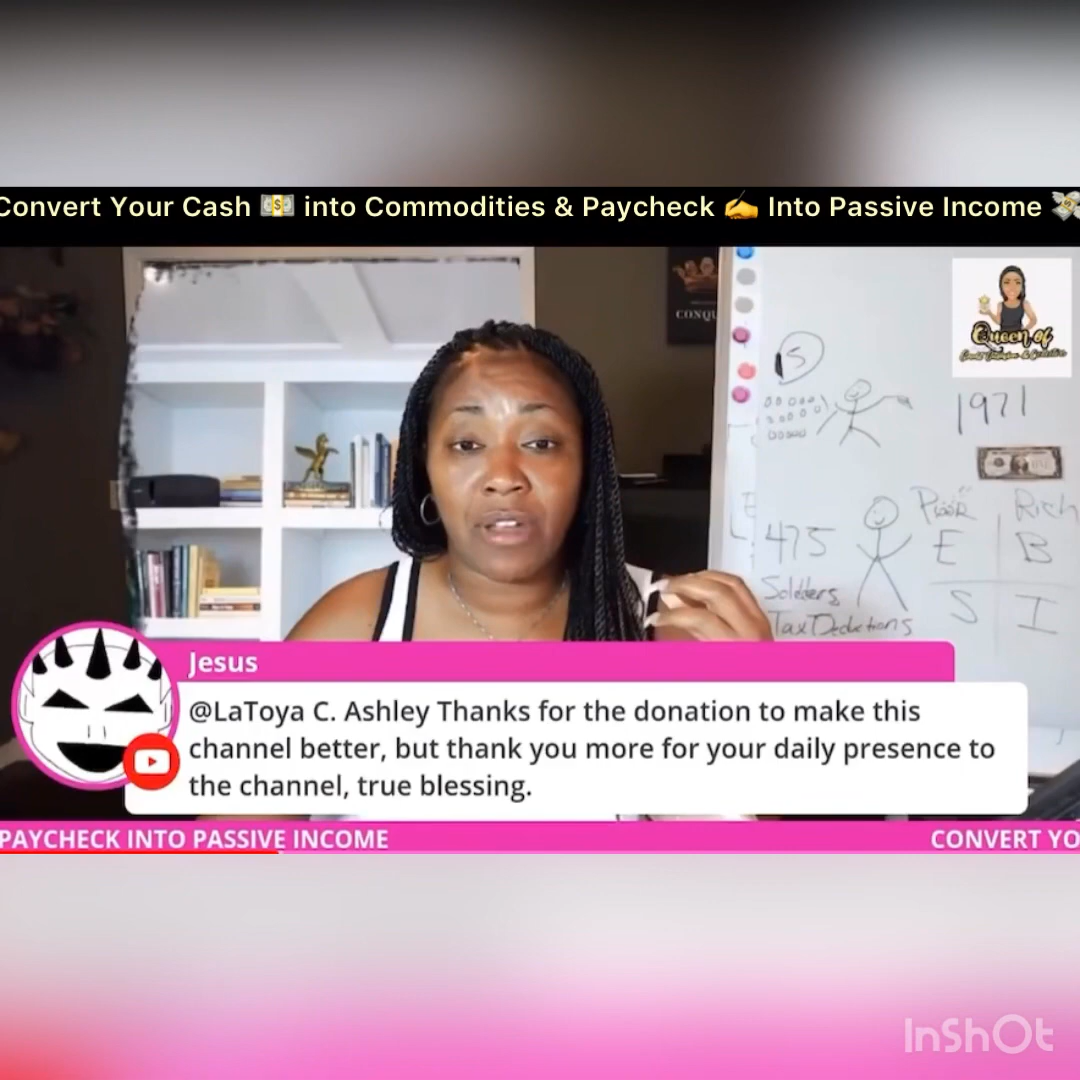 Convert Your Cash 💵 into Commodities & Paycheck ✍️ Into Passive Income 💸
CONQU
Queen of
5
1971
Poor Rich
475 E B
Soldiers S I
Tax Deductions
Jesus
@LaToya C. Ashley Thanks for the donation to make this
channel better, but thank you more for your daily presence to
the channel, true blessing.
PAYCHECK INTO PASSIVE INCOME CONVERT YO
InShOt